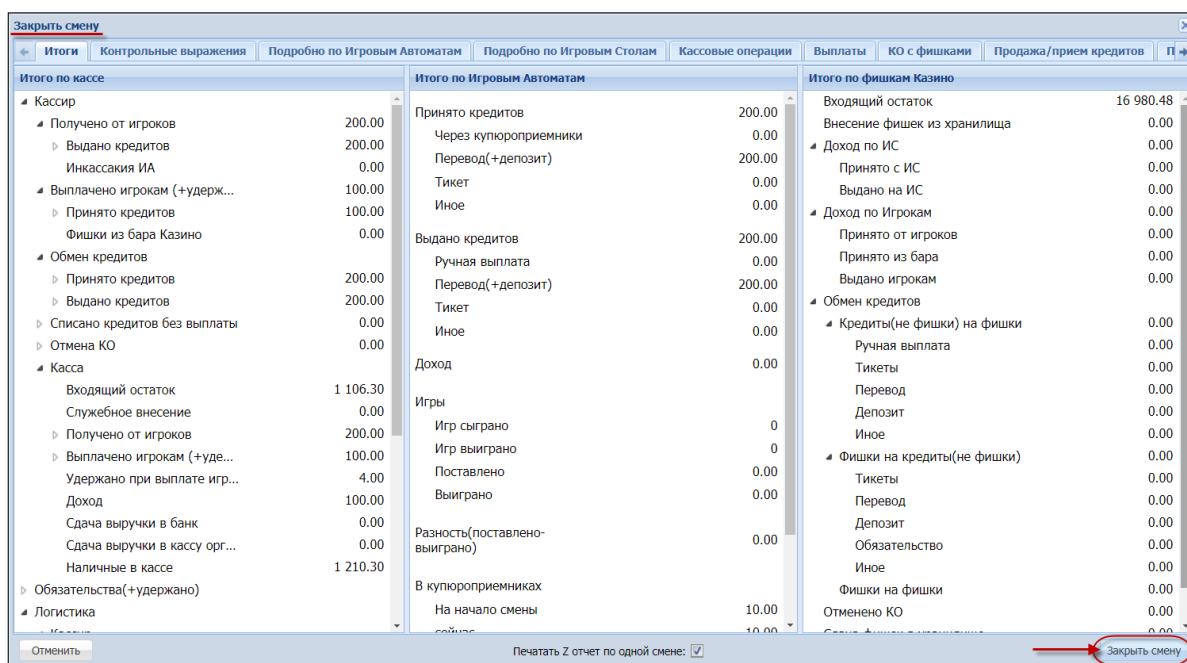 Закрыть смену
Итоги Контрольные выражения Подробно по Игровым Автоматам Подробно по Игровым Столам Кассовые операции Выплаты КО с фишками Продажа/прием кредитов
Итого по кассе
Кассир
Получено от игроков 200.00
Выдано кредитов 200.00
Инкассакия ИА 0.00
Выплачено игрокам (+удерж... 100.00
Принято кредитов 100.00
Фишки из бара Казино 0.00
Обмен кредитов
Принято кредитов 200.00
Выдано кредитов 200.00
Списано кредитов без выплаты 0.00
Отмена КО 0.00
Касса
Входящий остаток 1 106.30
Служебное внесение 0.00
Получено от игроков 200.00
Выплачено игрокам (+уде... 100.00
Удержано при выплате игр... 4.00
Доход 100.00
Сдача выручки в банк 0.00
Сдача выручки в кассу орг... 0.00
Наличные в кассе 1 210.30
Обязательства(+удержано)
Логистика
Итого по Игровым Автоматам
Принято кредитов 200.00
Через купюроприемники 0.00
Перевод(+депозит) 200.00
Тикет 0.00
Иное 0.00
Выдано кредитов 200.00
Ручная выплата 0.00
Перевод(+депозит) 200.00
Тикет 0.00
Иное 0.00
Доход 0.00
Игры
Игр сыграно 0
Игр выиграно 0
Поставлено 0.00
Выиграно 0.00
Разность(поставлено-
выиграно) 0.00
В купюроприемниках
На начало смены 10.00
сейчас 10.00
Итого по фишкам Казино
Входящий остаток 16 980.48
Внесение фишек из хранилища 0.00
Доход по ИС 0.00
Принято с ИС 0.00
Выдано на ИС 0.00
Доход по Игрокам 0.00
Принято от игроков 0.00
Принято из бара 0.00
Выдано игрокам 0.00
Обмен кредитов
Кредиты(не фишки) на фишки 0.00
Ручная выплата 0.00
Тикеты 0.00
Перевод 0.00
Депозит 0.00
Иное 0.00
Фишки на кредиты(не фишки) 0.00
Тикеты 0.00
Перевод 0.00
Депозит 0.00
Обязательство 0.00
Иное 0.00
Фишки на фишки 0.00
Отменено КО 0.00
Отменить Печатать Z отчет по одной смене: Закрыть смену